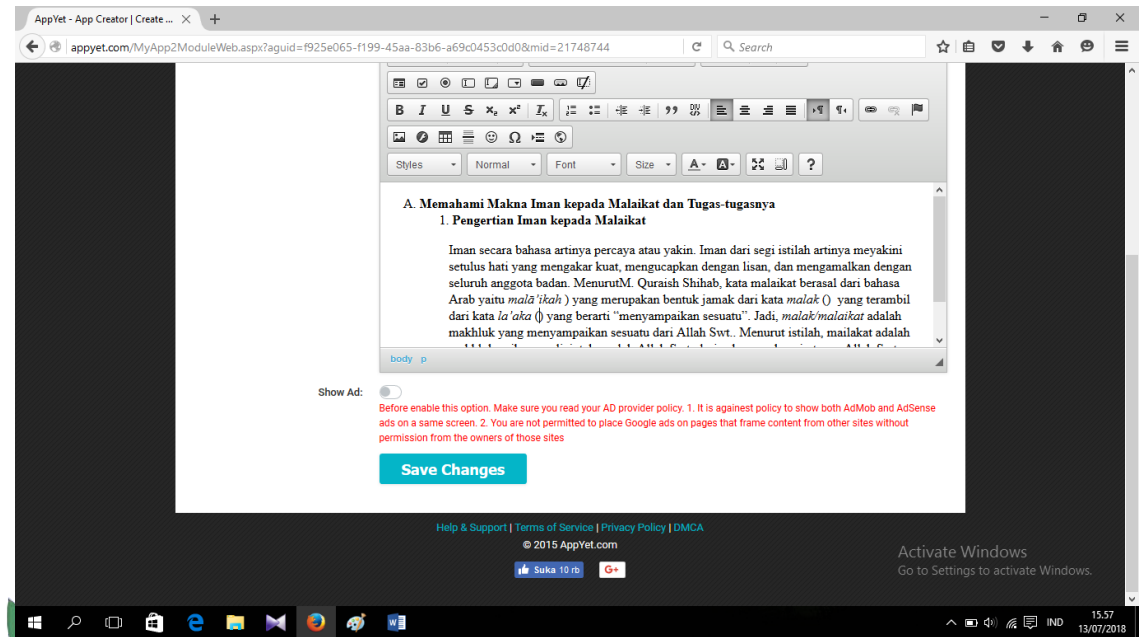 AppYet - App Creator | Create ...
appyet.com/MyApp2ModuleWeb.aspx?aguid=f925e065-f199-45aa-83b6-a69c0453c0d0&mid=21748744
Search
B I U S x₂ x² Ix
Styles Normal Font Size A A ?
A. Memahami Makna Iman kepada Malaikat dan Tugas-tugasnya
1. Pengertian Iman kepada Malaikat
Iman secara bahasa artinya percaya atau yakin. Iman dari segi istilah artinya meyakini
setulus hati yang mengakar kuat, mengucapkan dengan lisan, dan mengamalkan dengan
seluruh anggota badan. MenurutM. Quraish Shihab, kata malaikat berasal dari bahasa
Arab yaitu malā'ikah ) yang merupakan bentuk jamak dari kata malak () yang terambil
dari kata la'aka () yang berarti “menyampaikan sesuatu”. Jadi, malak/malaikat adalah
makhluk yang menyampaikan sesuatu dari Allah Swt.. Menurut istilah, mailakat adalah
body p
Show Ad:
Before enable this option. Make sure you read your AD provider policy. 1. It is againest policy to show both AdMob and AdSense
ads on a same screen. 2. You are not permitted to place Google ads on pages that frame content from other sites without
permission from the owners of those sites
Save Changes
Help & Support | Terms of Service | Privacy Policy | DMCA
© 2015 AppYet.com
Suka 10 rb G+
Activate Windows
Go to Settings to activate Windows.
IND
15.57
13/07/2018